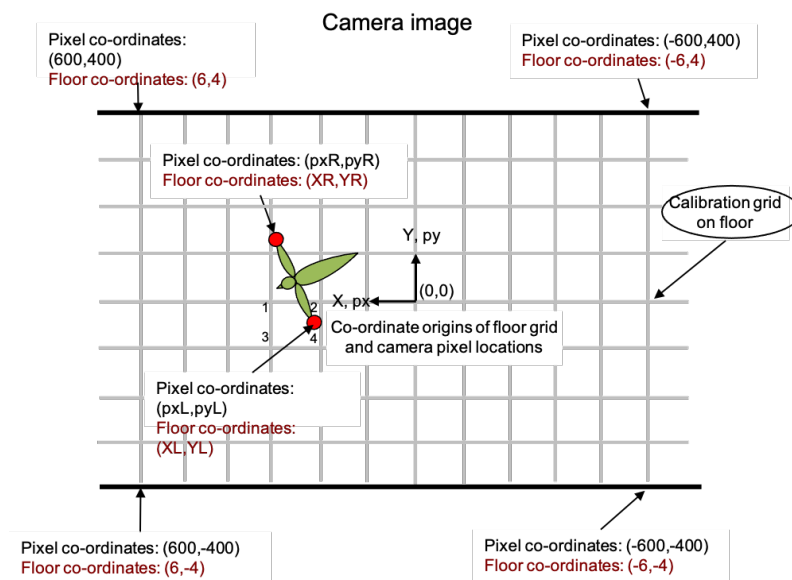 Camera image
Pixel co-ordinates:
(600,400)
Floor co-ordinates: (6,4)
Pixel co-ordinates: (-600,400)
Floor co-ordinates: (-6,4)
Pixel co-ordinates: (pxR,pyR)
Floor co-ordinates: (XR,YR)
Calibration grid
on floor
Y, py
X, px
(0,0)
1
2
3
4
Co-ordinate origins of floor grid
and camera pixel locations
Pixel co-ordinates:
(pxL,pyL)
Floor co-ordinates:
(XL,YL)
Pixel co-ordinates: (600,-400)
Floor co-ordinates: (6,-4)
Pixel co-ordinates: (-600,-400)
Floor co-ordinates: (-6,-4)